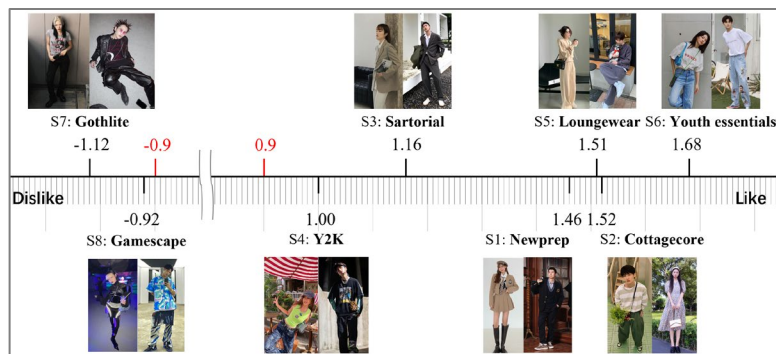 S7: Gothlite
S3: Sartorial
S5: Loungewear
S6: Youth essentials
-1.12
-0.9
0.9
1.16
1.51
1.68
Dislike
Like
-0.92
1.00
1.46
1.52
S8: Gamescape
S4: Y2K
S1: Newprep
S2: Cottagecore